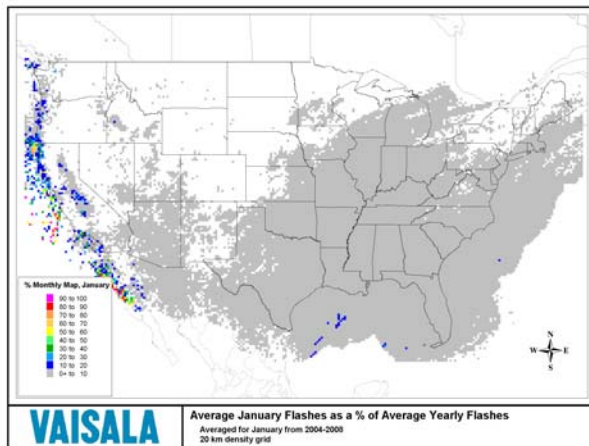 % Monthly Map, January
90 to 100
80 to 90
70 to 80
60 to 70
50 to 60
40 to 50
30 to 40
20 to 30
10 to 20
0+ to 10
N
W E
S
VAISALA
Average January Flashes as a % of Average Yearly Flashes
Averaged for January from 2004-2008
20 km density grid